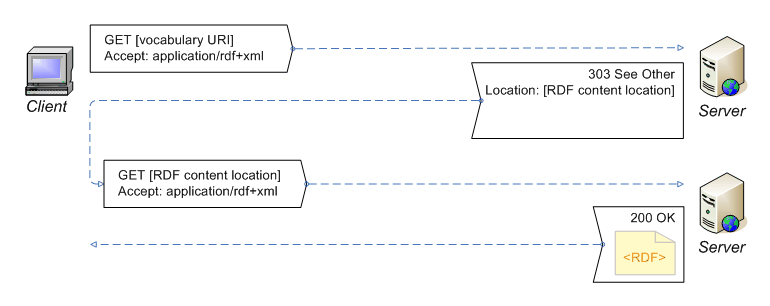 GET [vocabulary URI]
Accept: application/rdf+xml
Client
303 See Other
Location: [RDF content location]
Server
GET [RDF content location]
Accept: application/rdf+xml
200 OK
<RDF>
Server